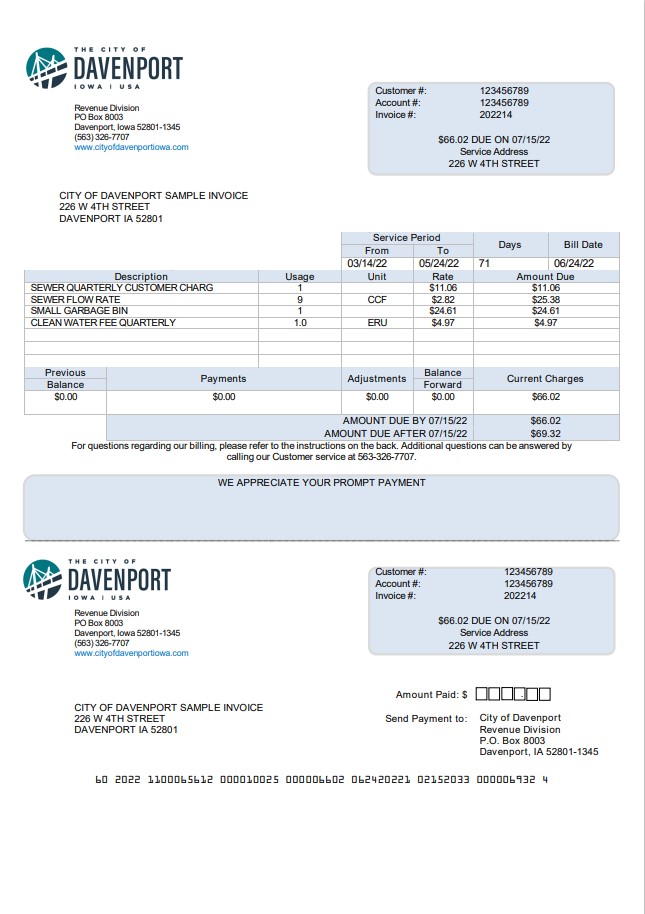 THE CITY OF
DAVENPORT
IOWA | USA
Revenue Division
PO Box 8003
Davenport, Iowa 52801-1345
(563) 326-7707
www.cityofdavenportiowa.com
Customer #: 123456789
Account #: 123456789
Invoice #: 202214
$66.02 DUE ON 07/15/22
Service Address
226 W 4TH STREET
CITY OF DAVENPORT SAMPLE INVOICE
226 W 4TH STREET
DAVENPORT IA 52801
Service Period Days Bill Date
From To
03/14/22 05/24/22 71 06/24/22
Description Usage Unit Rate Amount Due
SEWER QUARTERLY CUSTOMER CHARG 1 $11.06 $11.06
SEWER FLOW RATE 9 CCF $2.82 $25.38
SMALL GARBAGE BIN 1 $24.61 $24.61
CLEAN WATER FEE QUARTERLY 1.0 ERU $4.97 $4.97
Previous Balance Payments Adjustments Balance Forward Current Charges
$0.00 $0.00 $0.00 $0.00 $66.02
AMOUNT DUE BY 07/15/22 $66.02
AMOUNT DUE AFTER 07/15/22 $69.32
For questions regarding our billing, please refer to the instructions on the back. Additional questions can be answered by
calling our Customer service at 563-326-7707.
WE APPRECIATE YOUR PROMPT PAYMENT
THE CITY OF
DAVENPORT
IOWA | USA
Revenue Division
PO Box 8003
Davenport, Iowa 52801-1345
(563) 326-7707
www.cityofdavenportiowa.com
Customer #: 123456789
Account #: 123456789
Invoice #: 202214
$66.02 DUE ON 07/15/22
Service Address
226 W 4TH STREET
Amount Paid: $ .
CITY OF DAVENPORT SAMPLE INVOICE
226 W 4TH STREET
DAVENPORT IA 52801
Send Payment to: City of Davenport
Revenue Division
P.O. Box 8003
Davenport, IA 52801-1345
60 2022 1100065612 000010025 000006602 062420221 02152033 000006932 4